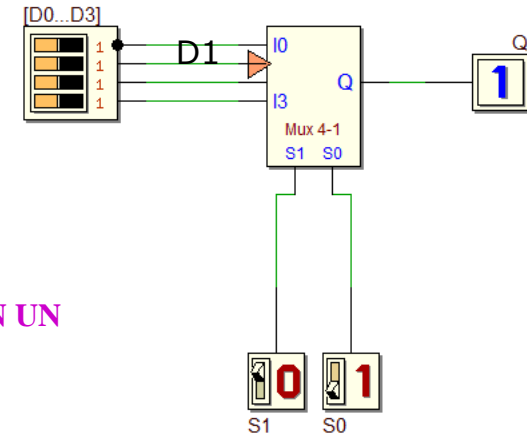 [D0...D3]
1 D1 I0 Q
1
1 Q 1
1 I3
Mux 4-1
S1 S0
N UN
0 1
S1 S0